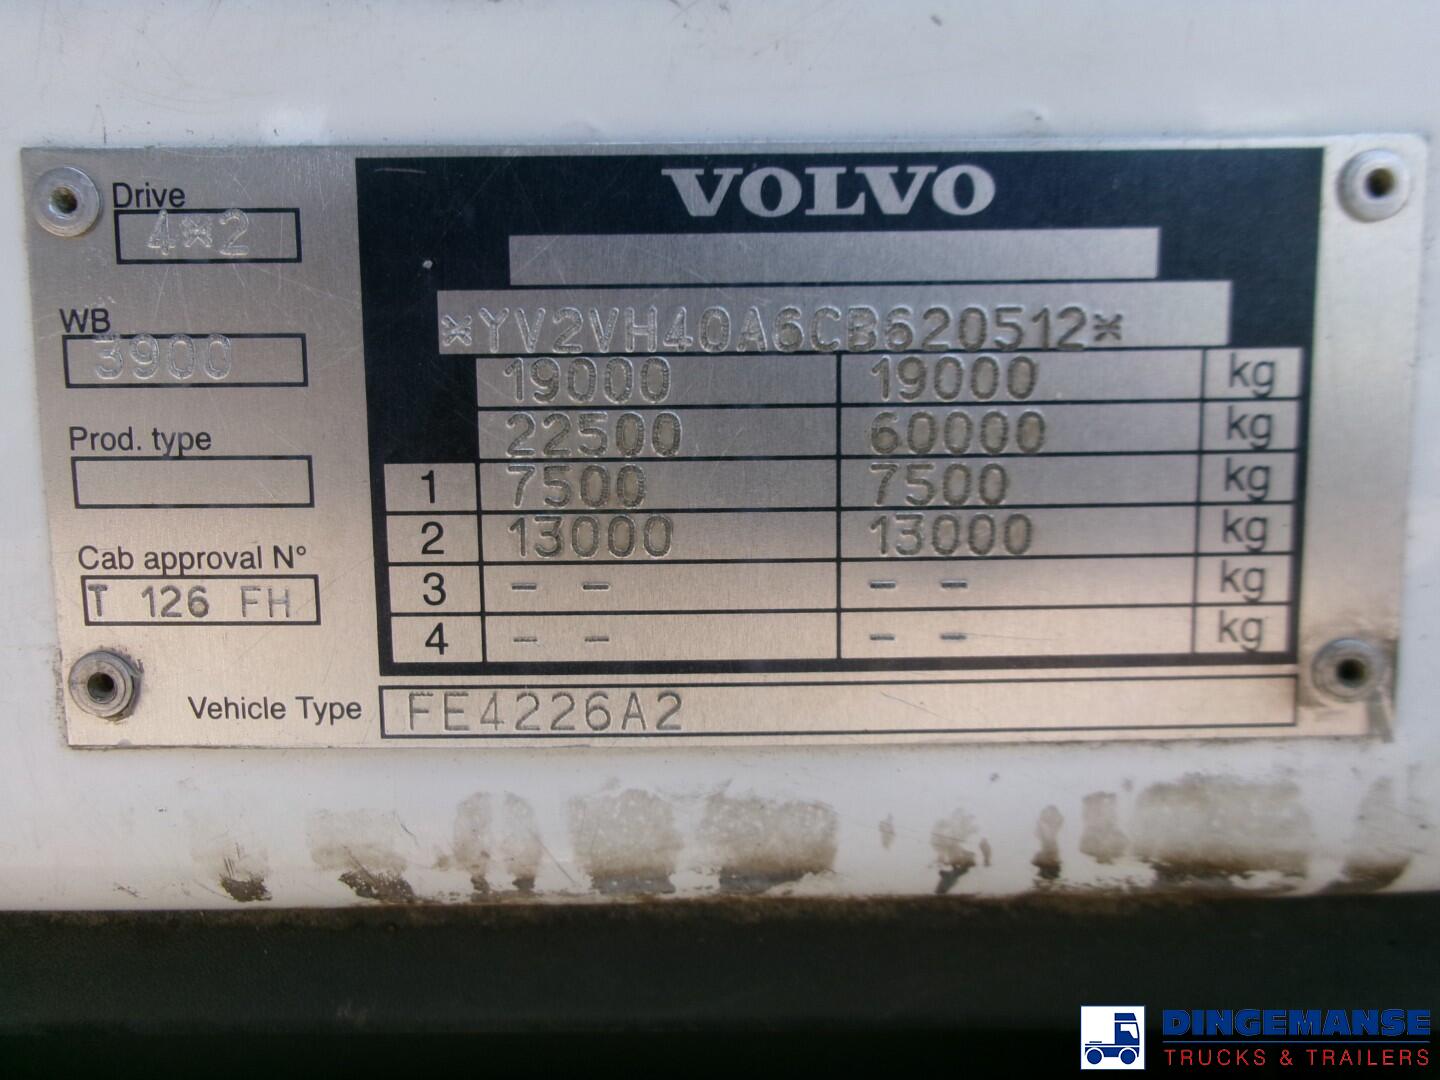 Drive
4*2
WB
3900
Prod. type
Cab approval N°
T 126 FH
VOLVO
*YV2VH40A6CB620512*
19000 19000 kg
22500 60000 kg
1 7500 7500 kg
2 13000 13000 kg
3 - - - - kg
4 - - - - kg
Vehicle Type FE4226A2
DINGEMANSE
TRUCKS & TRAILERS